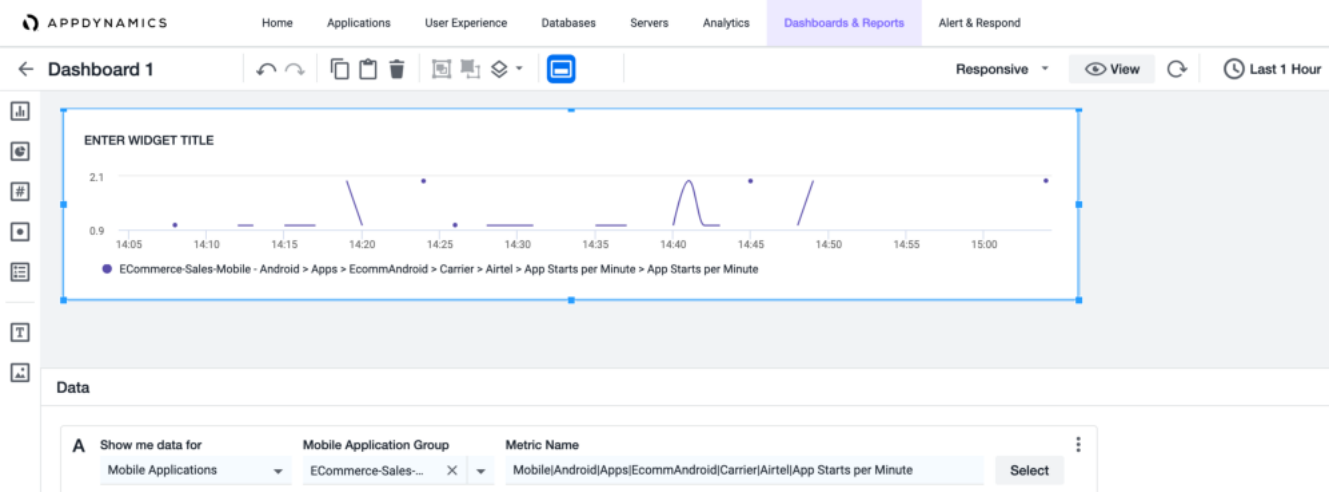 APPDYNAMICS Home Applications User Experience Databases Servers Analytics Dashboards & Reports Alert & Respond
Dashboard 1 Responsive View Last 1 Hour
ENTER WIDGET TITLE
2.1
0.9
14:05 14:10 14:15 14:20 14:25 14:30 14:35 14:40 14:45 14:50 14:55 15:00
ECommerce-Sales-Mobile - Android > Apps > EcommAndroid > Carrier > Airtel > App Starts per Minute > App Starts per Minute
Data
A Show me data for Mobile Application Group Metric Name
Mobile Applications ECommerce-Sales-... Mobile|Android|Apps|EcommAndroid|Carrier|Airtel|App Starts per Minute Select